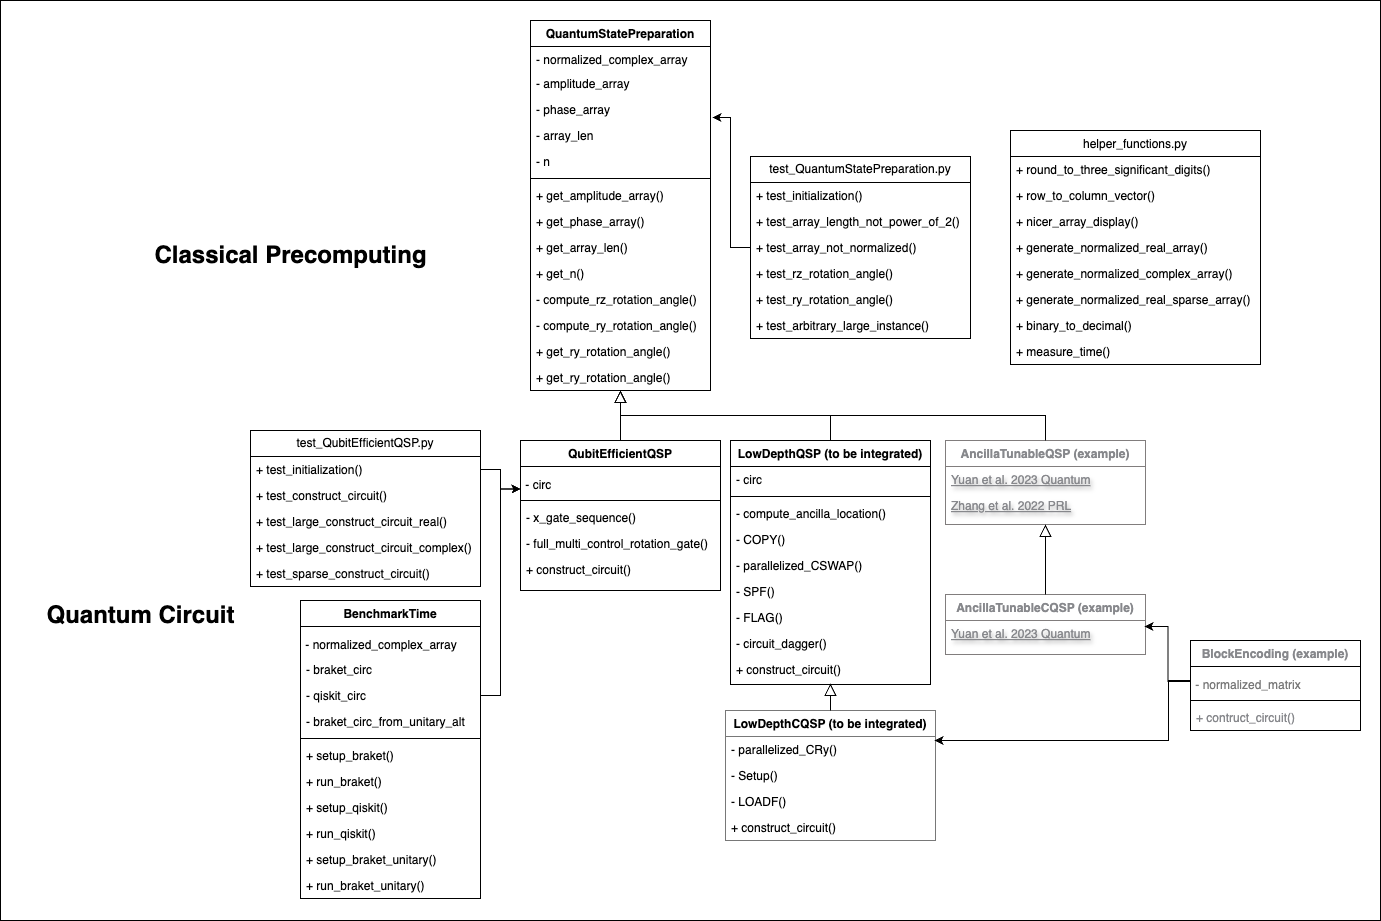 QuantumStatePreparation
- normalized_complex_array
- amplitude_array
- phase_array
- array_len
- n
+ get_amplitude_array()
+ get_phase_array()
+ get_array_len()
+ get_n()
- compute_rz_rotation_angle()
- compute_ry_rotation_angle()
+ get_ry_rotation_angle()
+ get_ry_rotation_angle()
test_QuantumStatePreparation.py
+ test_initialization()
+ test_array_length_not_power_of_2()
+ test_array_not_normalized()
+ test_rz_rotation_angle()
+ test_ry_rotation_angle()
+ test_arbitrary_large_instance()
helper_functions.py
+ round_to_three_significant_digits()
+ row_to_column_vector()
+ nicer_array_display()
+ generate_normalized_real_array()
+ generate_normalized_complex_array()
+ generate_normalized_real_sparse_array()
+ binary_to_decimal()
+ measure_time()
Classical Precomputing
test_QubitEfficientQSP.py
+ test_initialization()
+ test_construct_circuit()
+ test_large_construct_circuit_real()
+ test_large_construct_circuit_complex()
+ test_sparse_construct_circuit()
QubitEfficientQSP
- circ
- x_gate_sequence()
- full_multi_control_rotation_gate()
+ construct_circuit()
LowDepthQSP (to be integrated)
- circ
- compute_ancilla_location()
- COPY()
- parallelized_CSWAP()
- SPF()
- FLAG()
- circuit_dagger()
+ construct_circuit()
AncillaTunableQSP (example)
Yuan et al. 2023 Quantum
Zhang et al. 2022 PRL
Quantum Circuit
BenchmarkTime
- normalized_complex_array
- braket_circ
- qiskit_circ
- braket_circ_from_unitary_alt
+ setup_braket()
+ run_braket()
+ setup_qiskit()
+ run_qiskit()
+ setup_braket_unitary()
+ run_braket_unitary()
AncillaTunableCQSP (example)
Yuan et al. 2023 Quantum
BlockEncoding (example)
- normalized_matrix
+ contruct_circuit()
LowDepthCQSP (to be integrated)
- parallelized_CRy()
- Setup()
- LOADF()
+ construct_circuit()